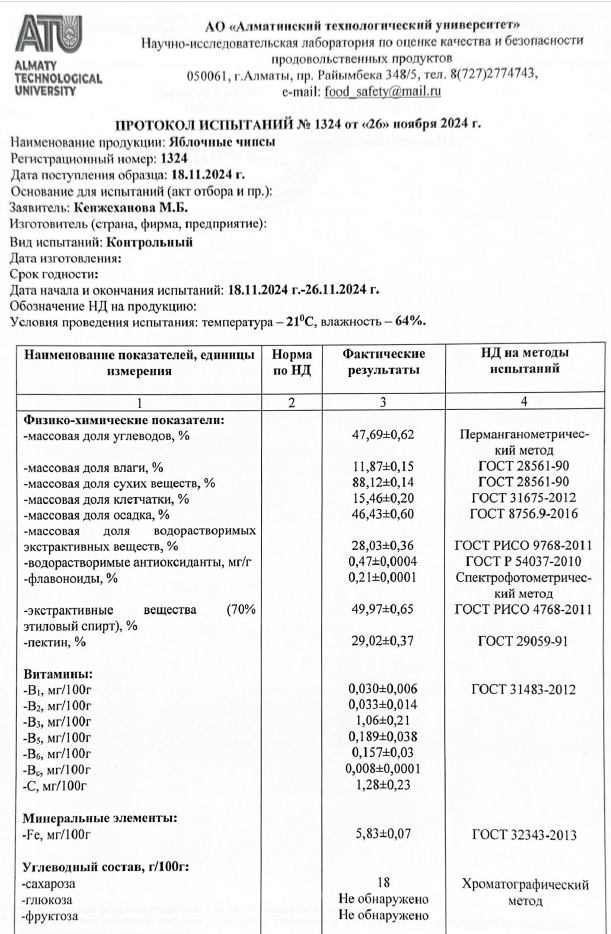 ATU
ALMATY
TECHNOLOGICAL
UNIVERSITY
АО «Алматинский технологический университет»
Научно-исследовательская лаборатория по оценке качества и безопасности
продовольственных продуктов
050061, г.Алматы, пр. Райымбека 348/5, тел. 8(727)2774743,
e-mail: food_safety@mail.ru
ПРОТОКОЛ ИСПЫТАНИЙ № 1324 от «26» ноября 2024 г.
Наименование продукции: Яблочные чипсы
Регистрационный номер: 1324
Дата поступления образца: 18.11.2024 г.
Основание для испытаний (акт отбора и пр.):
Заявитель: Кенжеханова М.Б.
Изготовитель (страна, фирма, предприятие):
Вид испытаний: Контрольный
Дата изготовления:
Срок годности:
Дата начала и окончания испытаний: 18.11.2024 г.-26.11.2024 г.
Обозначение НД на продукцию:
Условия проведения испытания: температура – 21⁰С, влажность – 64%.
Наименование показателей, единицы Норма Фактические НД на методы
измерения по НД результаты испытаний
1 2 3 4
Физико-химические показатели:
-массовая доля углеводов, % 47,69±0,62 Перманганометричес-
кий метод
-массовая доля влаги, % 11,87±0,15 ГОСТ 28561-90
-массовая доля сухих веществ, % 88,12±0,14 ГОСТ 28561-90
-массовая доля клетчатки, % 15,46±0,20 ГОСТ 31675-2012
-массовая доля осадка, % 46,43±0,60 ГОСТ 8756.9-2016
-массовая доля водорастворимых
экстрактивных веществ, % 28,03±0,36 ГОСТ РИСО 9768-2011
-водорастворимые антиоксиданты, мг/г 0,47±0,0004 ГОСТ Р 54037-2010
-флавоноиды, % 0,21±0,0001 Спектрофотометричес-
кий метод
-экстрактивные вещества (70% 49,97±0,65 ГОСТ РИСО 4768-2011
этиловый спирт), %
-пектин, % 29,02±0,37 ГОСТ 29059-91
Витамины:
-В₁, мг/100г 0,030±0,006 ГОСТ 31483-2012
-В₂, мг/100г 0,033±0,014
-В₃, мг/100г 1,06±0,21
-В₅, мг/100г 0,189±0,038
-В₆, мг/100г 0,157±0,03
-Вс, мг/100г 0,008±0,0001
-С, мг/100г 1,28±0,23
Минеральные элементы:
-Fe, мг/100г 5,83±0,07 ГОСТ 32343-2013
Углеводный состав, г/100г:
-сахароза 18 Хроматографический
-глюкоза Не обнаружено метод
-фруктоза Не обнаружено